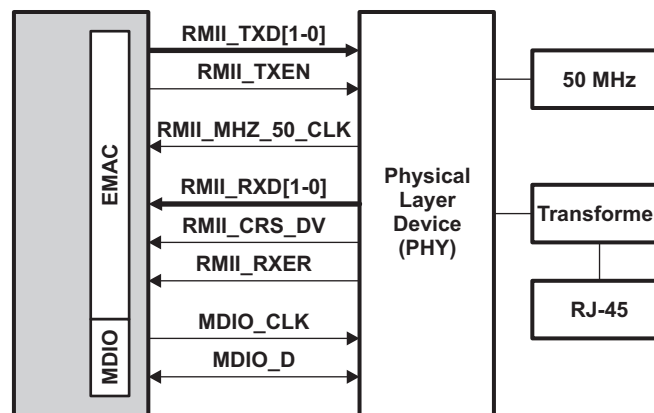 RMII_TXD[1-0]
RMII_TXEN
RMII_MHZ_50_CLK
RMII_RXD[1-0]
RMII_CRS_DV
RMII_RXER
MDIO_CLK
MDIO_D
EMAC
MDIO
Physical
Layer
Device
(PHY)
50 MHz
Transforme
RJ-45